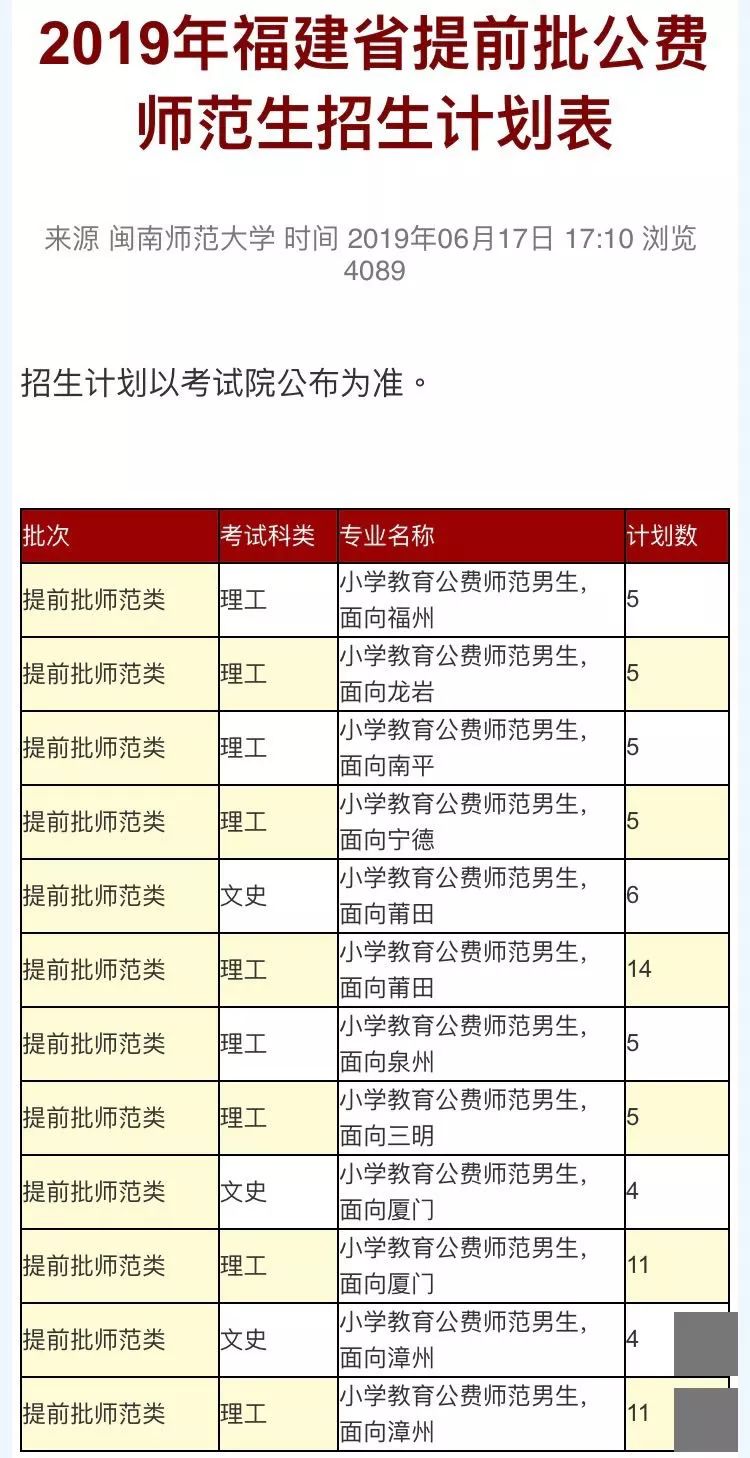 2019年福建省提前批公费
师范生招生计划表
来源 闽南师范大学 时间 2019年06月17日 17:10 浏览
4089
招生计划以考试院公布为准。
批次 考试科类 专业名称 计划数
提前批师范类 理工 小学教育公费师范男生，
面向福州 5
提前批师范类 理工 小学教育公费师范男生，
面向龙岩 5
提前批师范类 理工 小学教育公费师范男生，
面向南平 5
提前批师范类 理工 小学教育公费师范男生，
面向宁德 5
提前批师范类 文史 小学教育公费师范男生，
面向莆田 6
提前批师范类 理工 小学教育公费师范男生，
面向莆田 14
提前批师范类 理工 小学教育公费师范男生，
面向泉州 5
提前批师范类 理工 小学教育公费师范男生，
面向三明 5
提前批师范类 文史 小学教育公费师范男生，
面向厦门 4
提前批师范类 理工 小学教育公费师范男生，
面向厦门 11
提前批师范类 文史 小学教育公费师范男生，
面向漳州 4
提前批师范类 理工 小学教育公费师范男生，
面向漳州 11